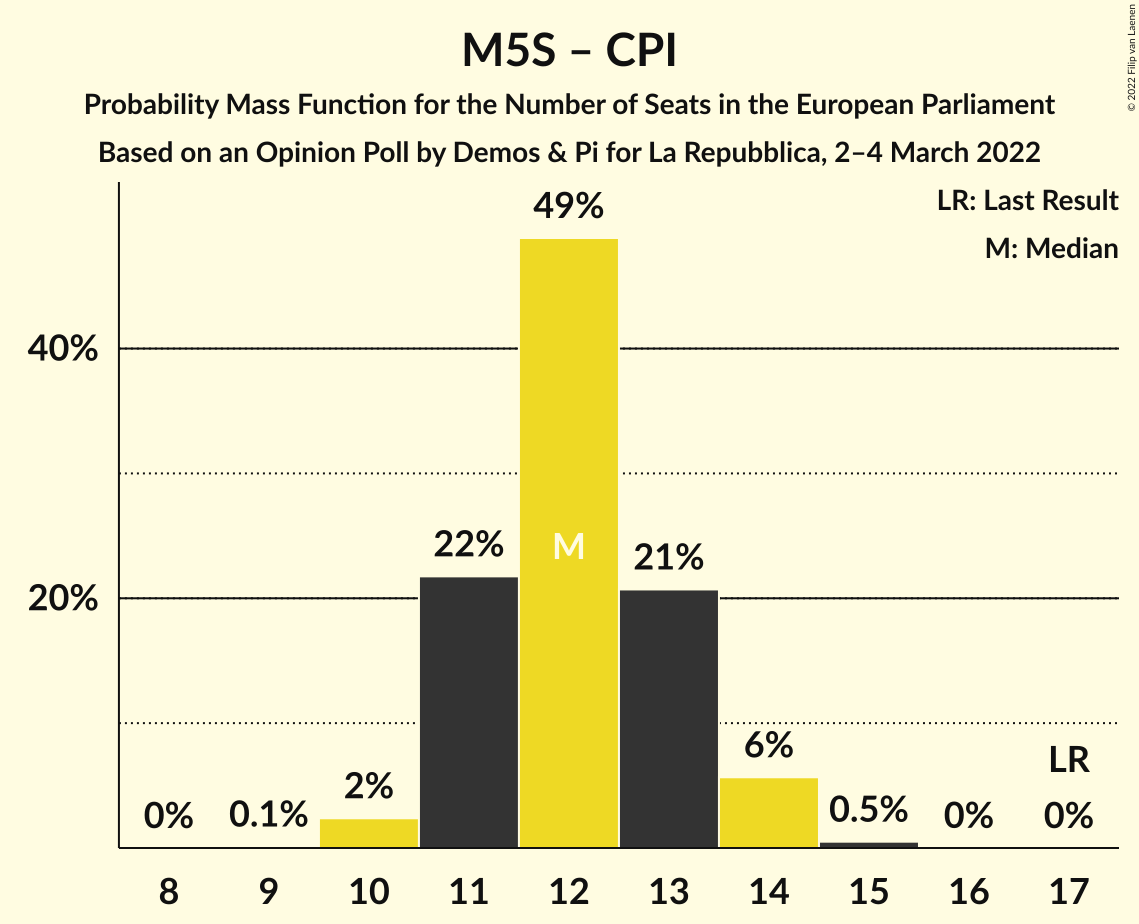 M5S – CPI
Probability Mass Function for the Number of Seats in the European Parliament
Based on an Opinion Poll by Demos & Pi for La Repubblica, 2–4 March 2022
© 2022 Filip van Laenen
LR: Last Result
M: Median
49%
40%
22%
M
21%
20%
6%
LR
0%
0.1%
2%
0.5%
0%
0%
8 9 10 11 12 13 14 15 16 17